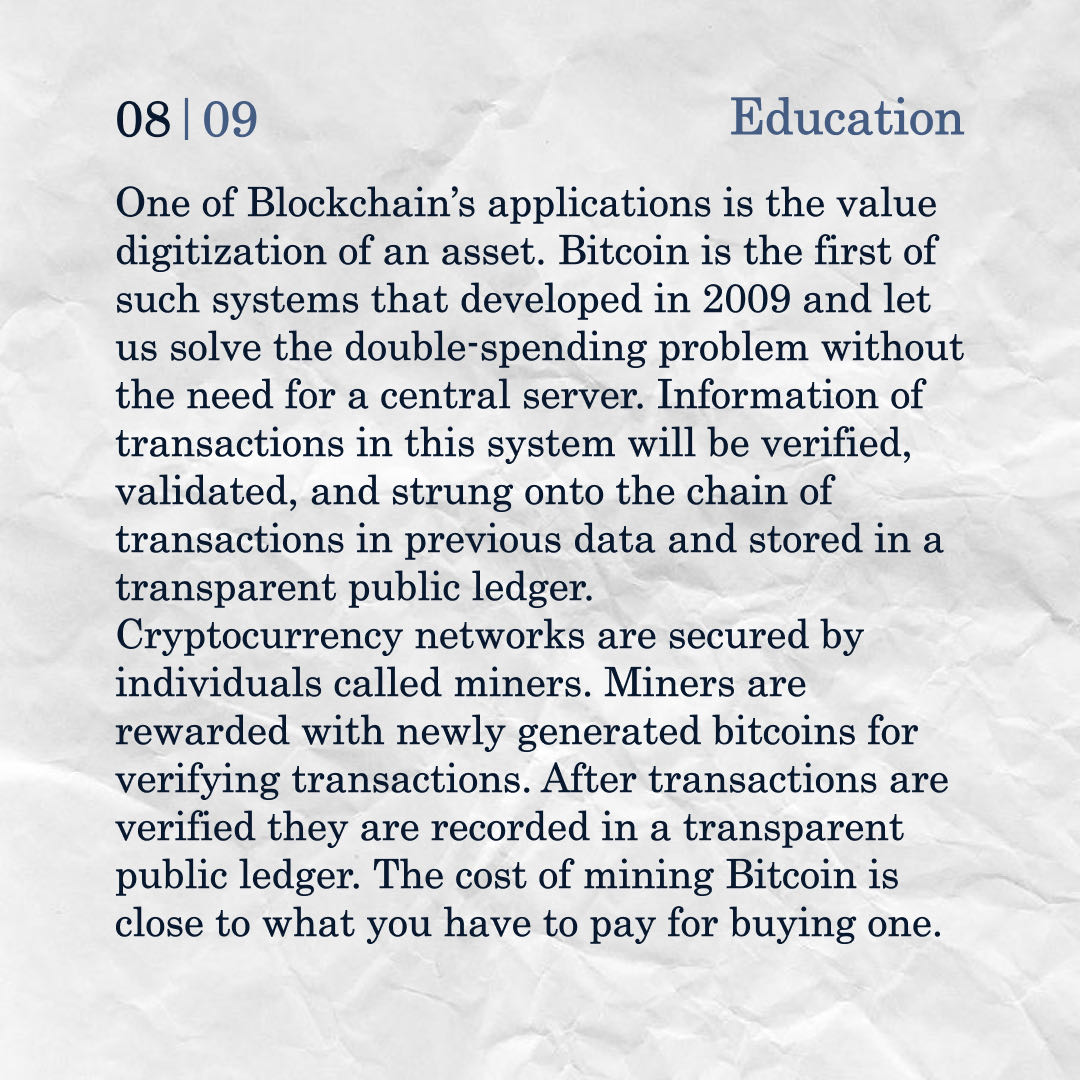 08|09
Education
One of Blockchain’s applications is the value
digitization of an asset. Bitcoin is the first of
such systems that developed in 2009 and let
us solve the double-spending problem without
the need for a central server. Information of
transactions in this system will be verified,
validated, and strung onto the chain of
transactions in previous data and stored in a
transparent public ledger.
Cryptocurrency networks are secured by
individuals called miners. Miners are
rewarded with newly generated bitcoins for
verifying transactions. After transactions are
verified they are recorded in a transparent
public ledger. The cost of mining Bitcoin is
close to what you have to pay for buying one.